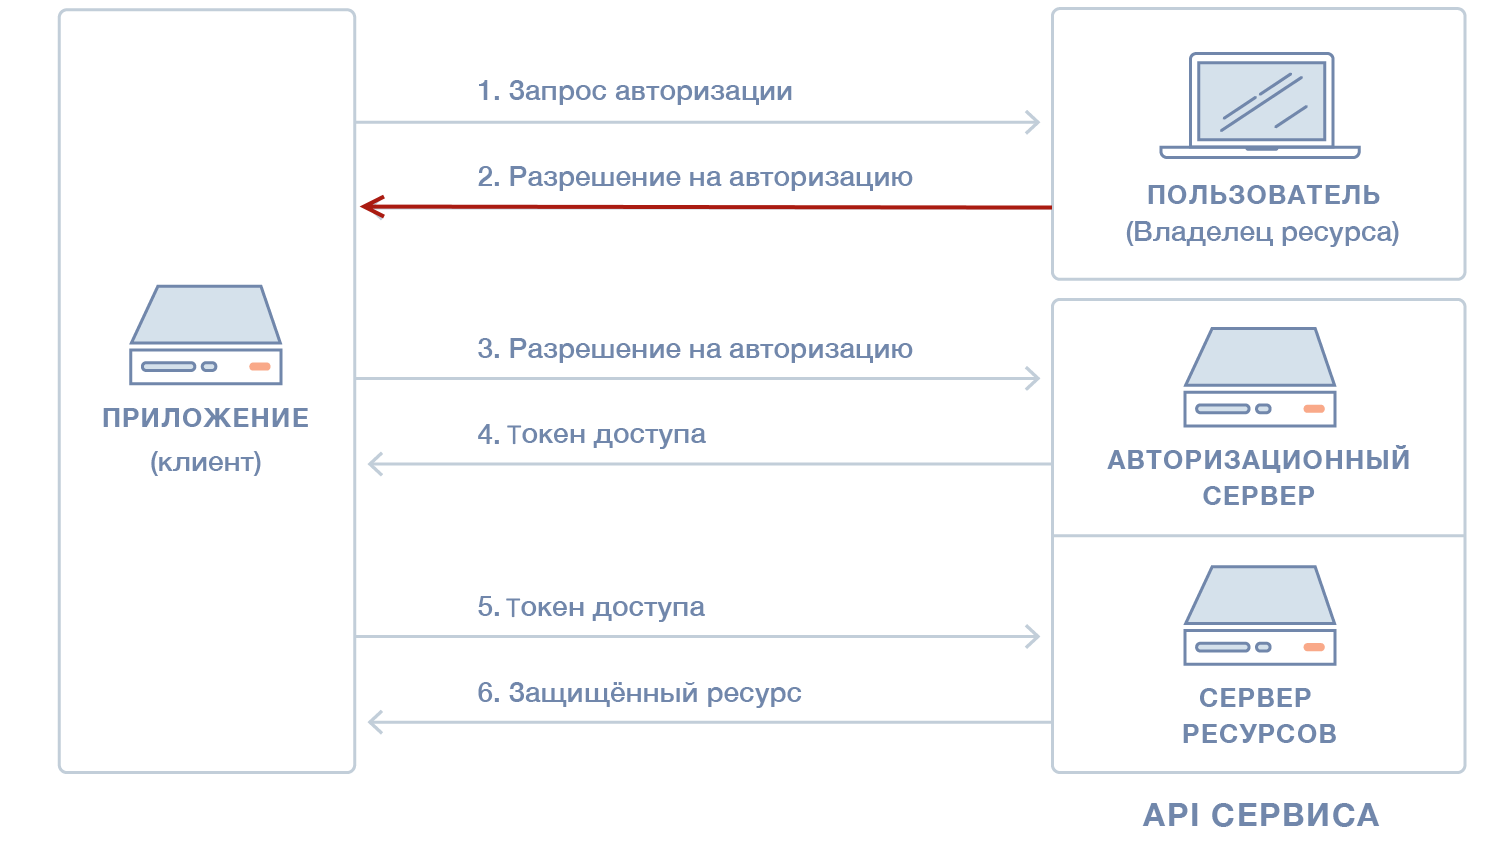 1. Запрос авторизации
2. Разрешение на авторизацию
ПОЛЬЗОВАТЕЛЬ
(Владелец ресурса)
ПРИЛОЖЕНИЕ
(клиент)
3. Разрешение на авторизацию
4. Токен доступа
АВТОРИЗАЦИОННЫЙ
СЕРВЕР
5. Токен доступа
6. Защищённый ресурс
СЕРВЕР
РЕСУРСОВ
API СЕРВИСА